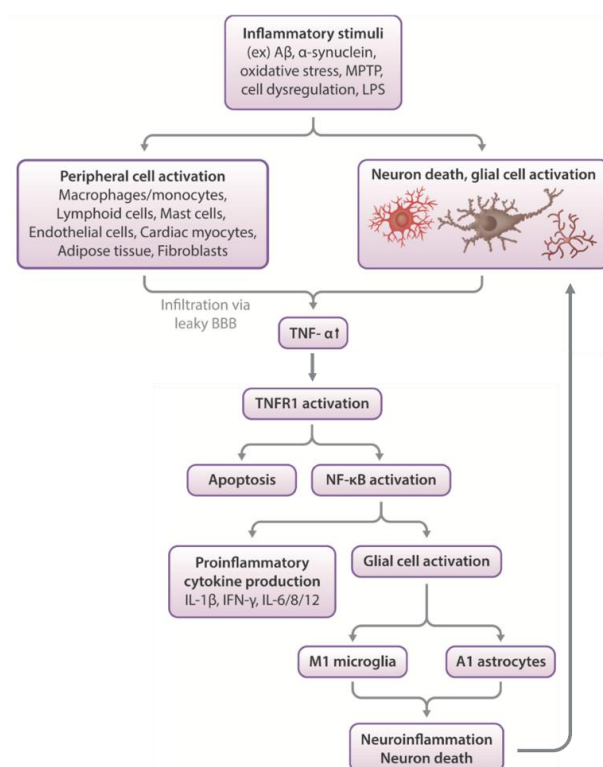 Inflammatory stimuli
(ex) Aβ, α-synuclein,
oxidative stress, MPTP,
cell dysregulation, LPS
Peripheral cell activation
Macrophages/monocytes,
Lymphoid cells, Mast cells,
Endothelial cells, Cardiac myocytes,
Adipose tissue, Fibroblasts
Neuron death, glial cell activation
Infiltration via
leaky BBB
TNF- α↑
TNFR1 activation
Apoptosis
NF-κB activation
Proinflammatory
cytokine production
IL-1β, IFN-γ, IL-6/8/12
Glial cell activation
M1 microglia
A1 astrocytes
Neuroinflammation
Neuron death